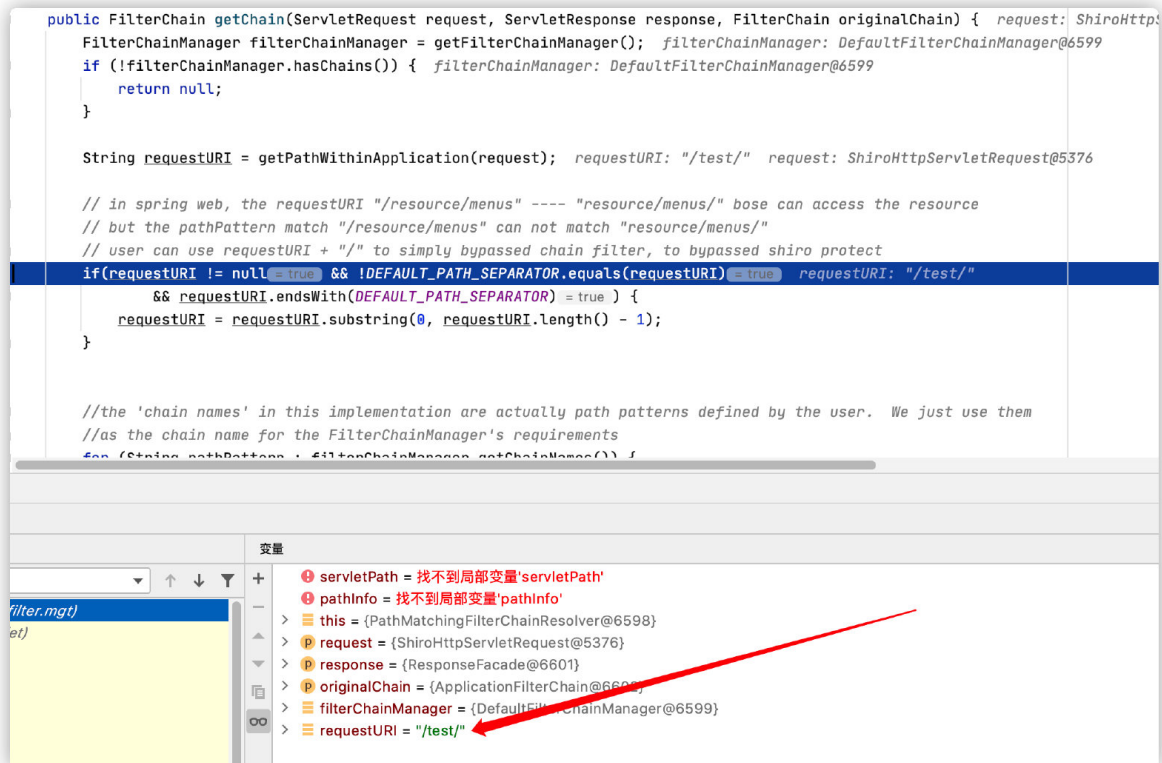 public FilterChain getChain(ServletRequest request, ServletResponse response, FilterChain originalChain) {  request: ShiroHttpS
FilterChainManager filterChainManager = getFilterChainManager();  filterChainManager: DefaultFilterChainManager@6599
if (!filterChainManager.hasChains()) {  filterChainManager: DefaultFilterChainManager@6599
return null;
}
String requestURI = getPathWithinApplication(request);  requestURI: "/test/"  request: ShiroHttpServletRequest@5376
// in spring web, the requestURI "/resource/menus" ---- "resource/menus/" bose can access the resource
// but the pathPattern match "/resource/menus" can not match "resource/menus/"
// user can use requestURI + "/" to simply bypassed chain filter, to bypassed shiro protect
if(requestURI != null = true && !DEFAULT_PATH_SEPARATOR.equals(requestURI) = true  requestURI: "/test/"
&& requestURI.endsWith(DEFAULT_PATH_SEPARATOR) = true ) {
requestURI = requestURI.substring(0, requestURI.length() - 1);
}
//the 'chain names' in this implementation are actually path patterns defined by the user.  We just use them
//as the chain name for the FilterChainManager's requirements
for (String pathPattern : filterChainManager.getChainNames()) {
变量
servletPath = 找不到局部变量'servletPath'
pathInfo = 找不到局部变量'pathInfo'
filter.mgt)
this = {PathMatchingFilterChainResolver@6598}
et)
request = {ShiroHttpServletRequest@5376}
response = {ResponseFacade@6601}
originalChain = {ApplicationFilterChain@6602}
filterChainManager = {DefaultFilterChainManager@6599}
requestURI = "/test/"